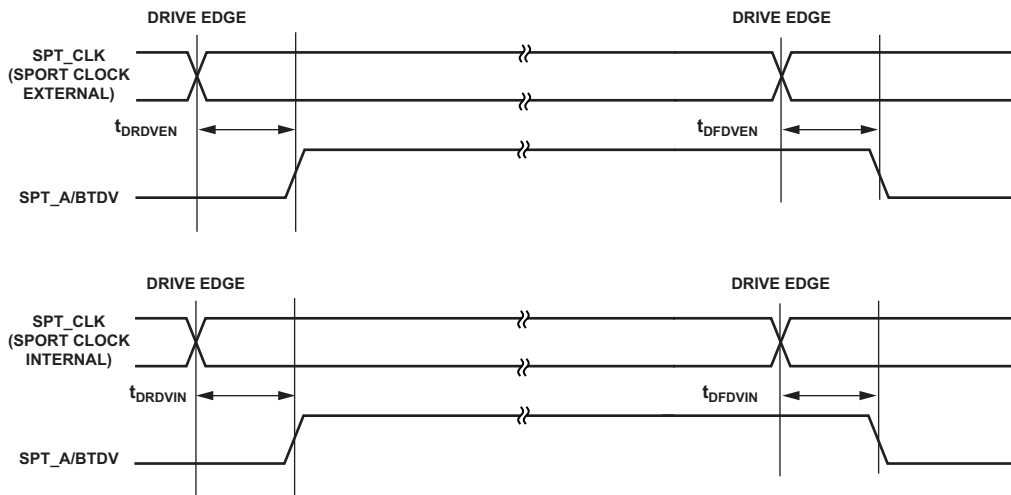 DRIVE EDGE DRIVE EDGE
SPT_CLK
(SPORT CLOCK
EXTERNAL)
tDRDVEN tDFDVEN
SPT_A/BTDV
DRIVE EDGE DRIVE EDGE
SPT_CLK
(SPORT CLOCK
INTERNAL)
tDRDVIN tDFDVIN
SPT_A/BTDV